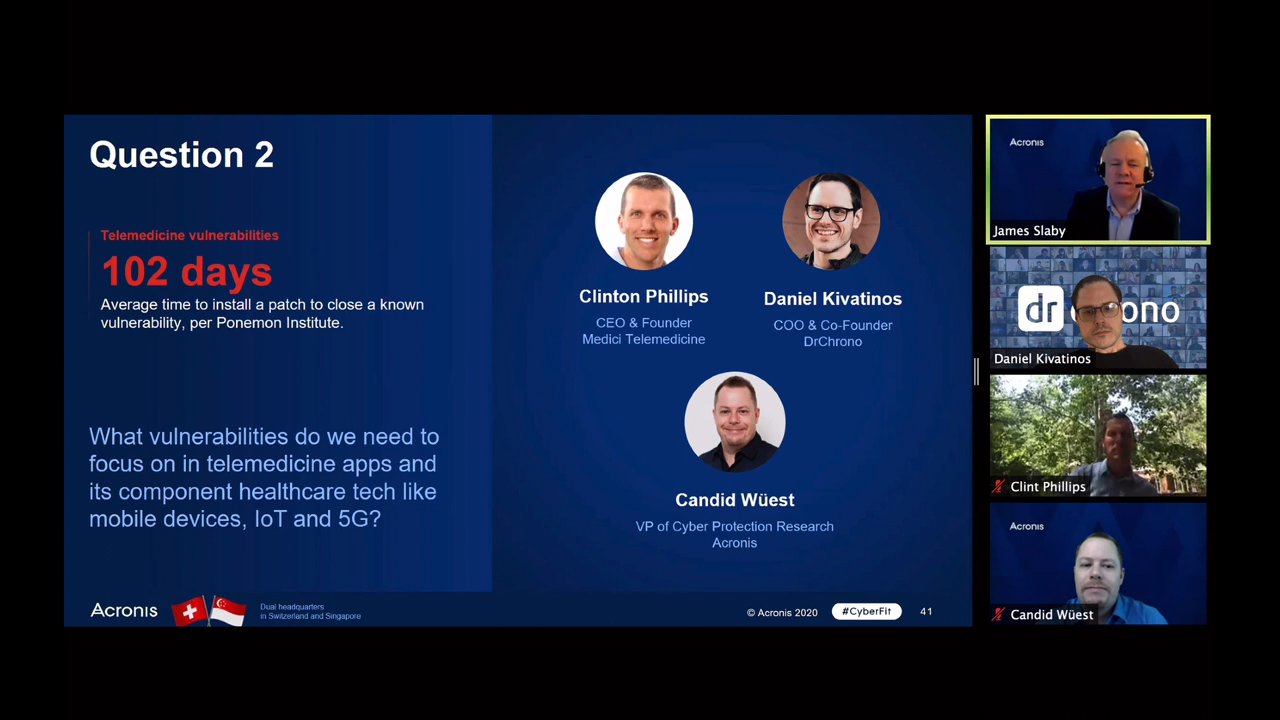 Question 2
Telemedicine vulnerabilities
102 days
Average time to install a patch to close a known
vulnerability, per Ponemon Institute.
What vulnerabilities do we need to
focus on in telemedicine apps and
its component healthcare tech like
mobile devices, IoT and 5G?
Clinton Phillips
CEO & Founder
Medici Telemedicine
Daniel Kivatinos
COO & Co-Founder
DrChrono
Candid Wüest
VP of Cyber Protection Research
Acronis
Acronis
Dual headquarters
in Switzerland and Singapore
© Acronis 2020
#CyberFit
41
Acronis
James Slaby
dr
ono
Daniel Kivatinos
Clint Phillips
Acronis
Candid Wüest